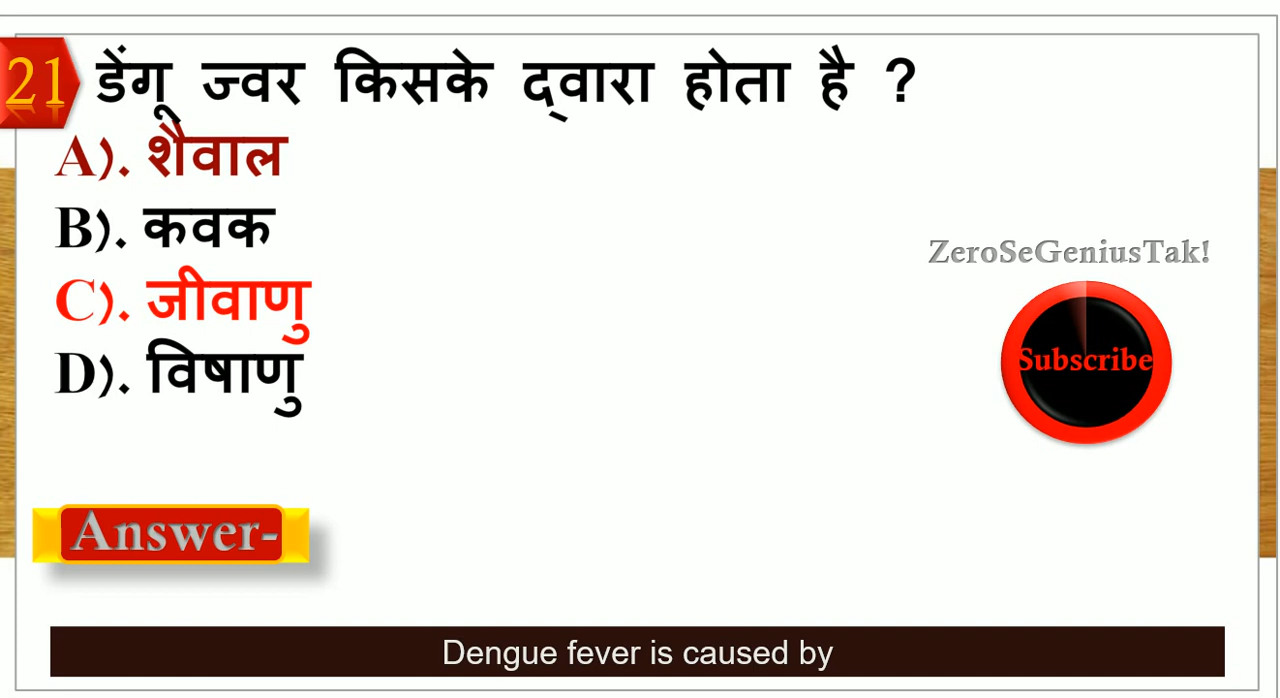 21 डेंगू ज्वर किसके द्वारा होता है ?
A). शैवाल
B). कवक
ZeroSeGeniusTak!
C). जीवाणु
Subscribe
D). विषाणु
Answer-
Dengue fever is caused by